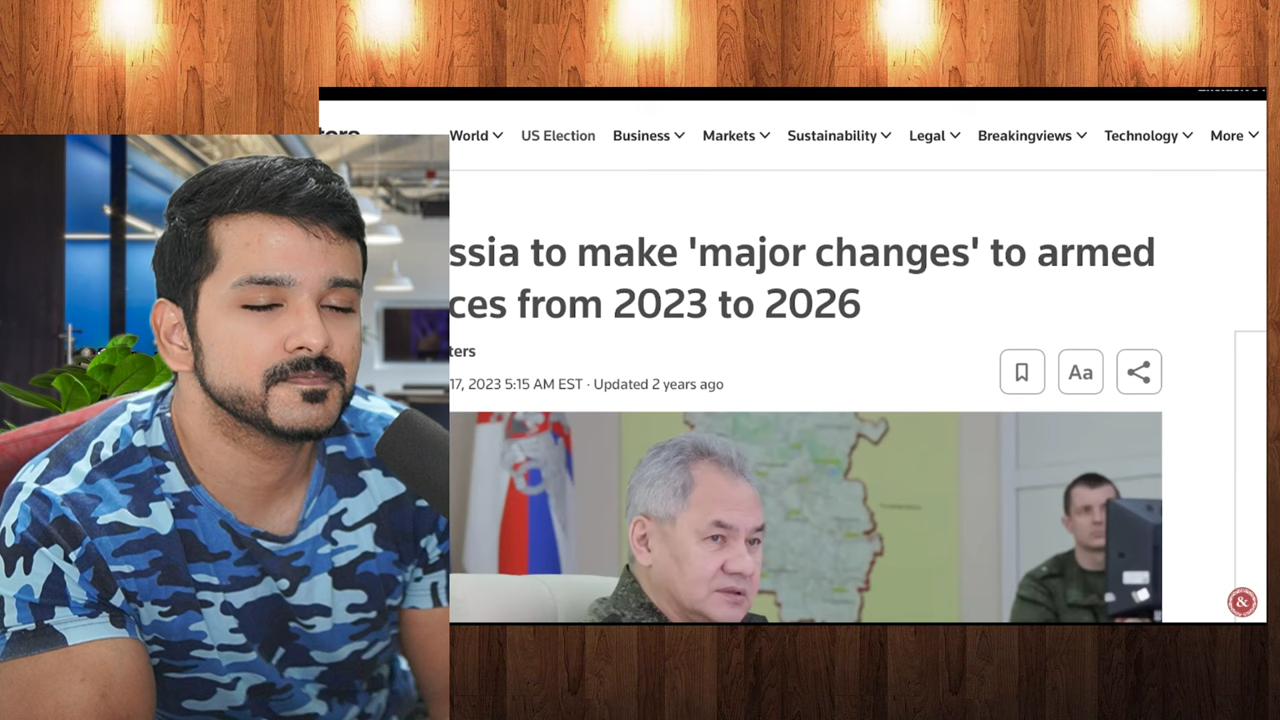 World US Election Business Markets Sustainability Legal Breakingviews Technology More
ssia to make 'major changes' to armed
ces from 2023 to 2026
ters
17, 2023 5:15 AM EST · Updated 2 years ago
Aa
&